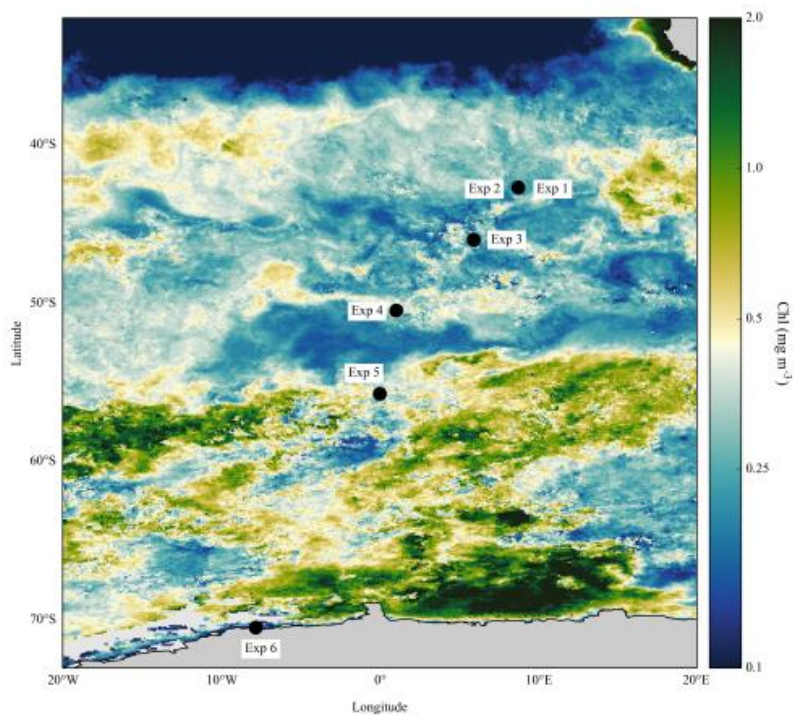 2.0
40°S
1.0
Exp 2 Exp 1
Exp 3
50°S
Exp 4
0.5
Latitude
Chl (mg m-3)
Exp 5
60°S
0.25
70°S
Exp 6
0.1
20°W 10°W 0° 10°E 20°E
Longitude